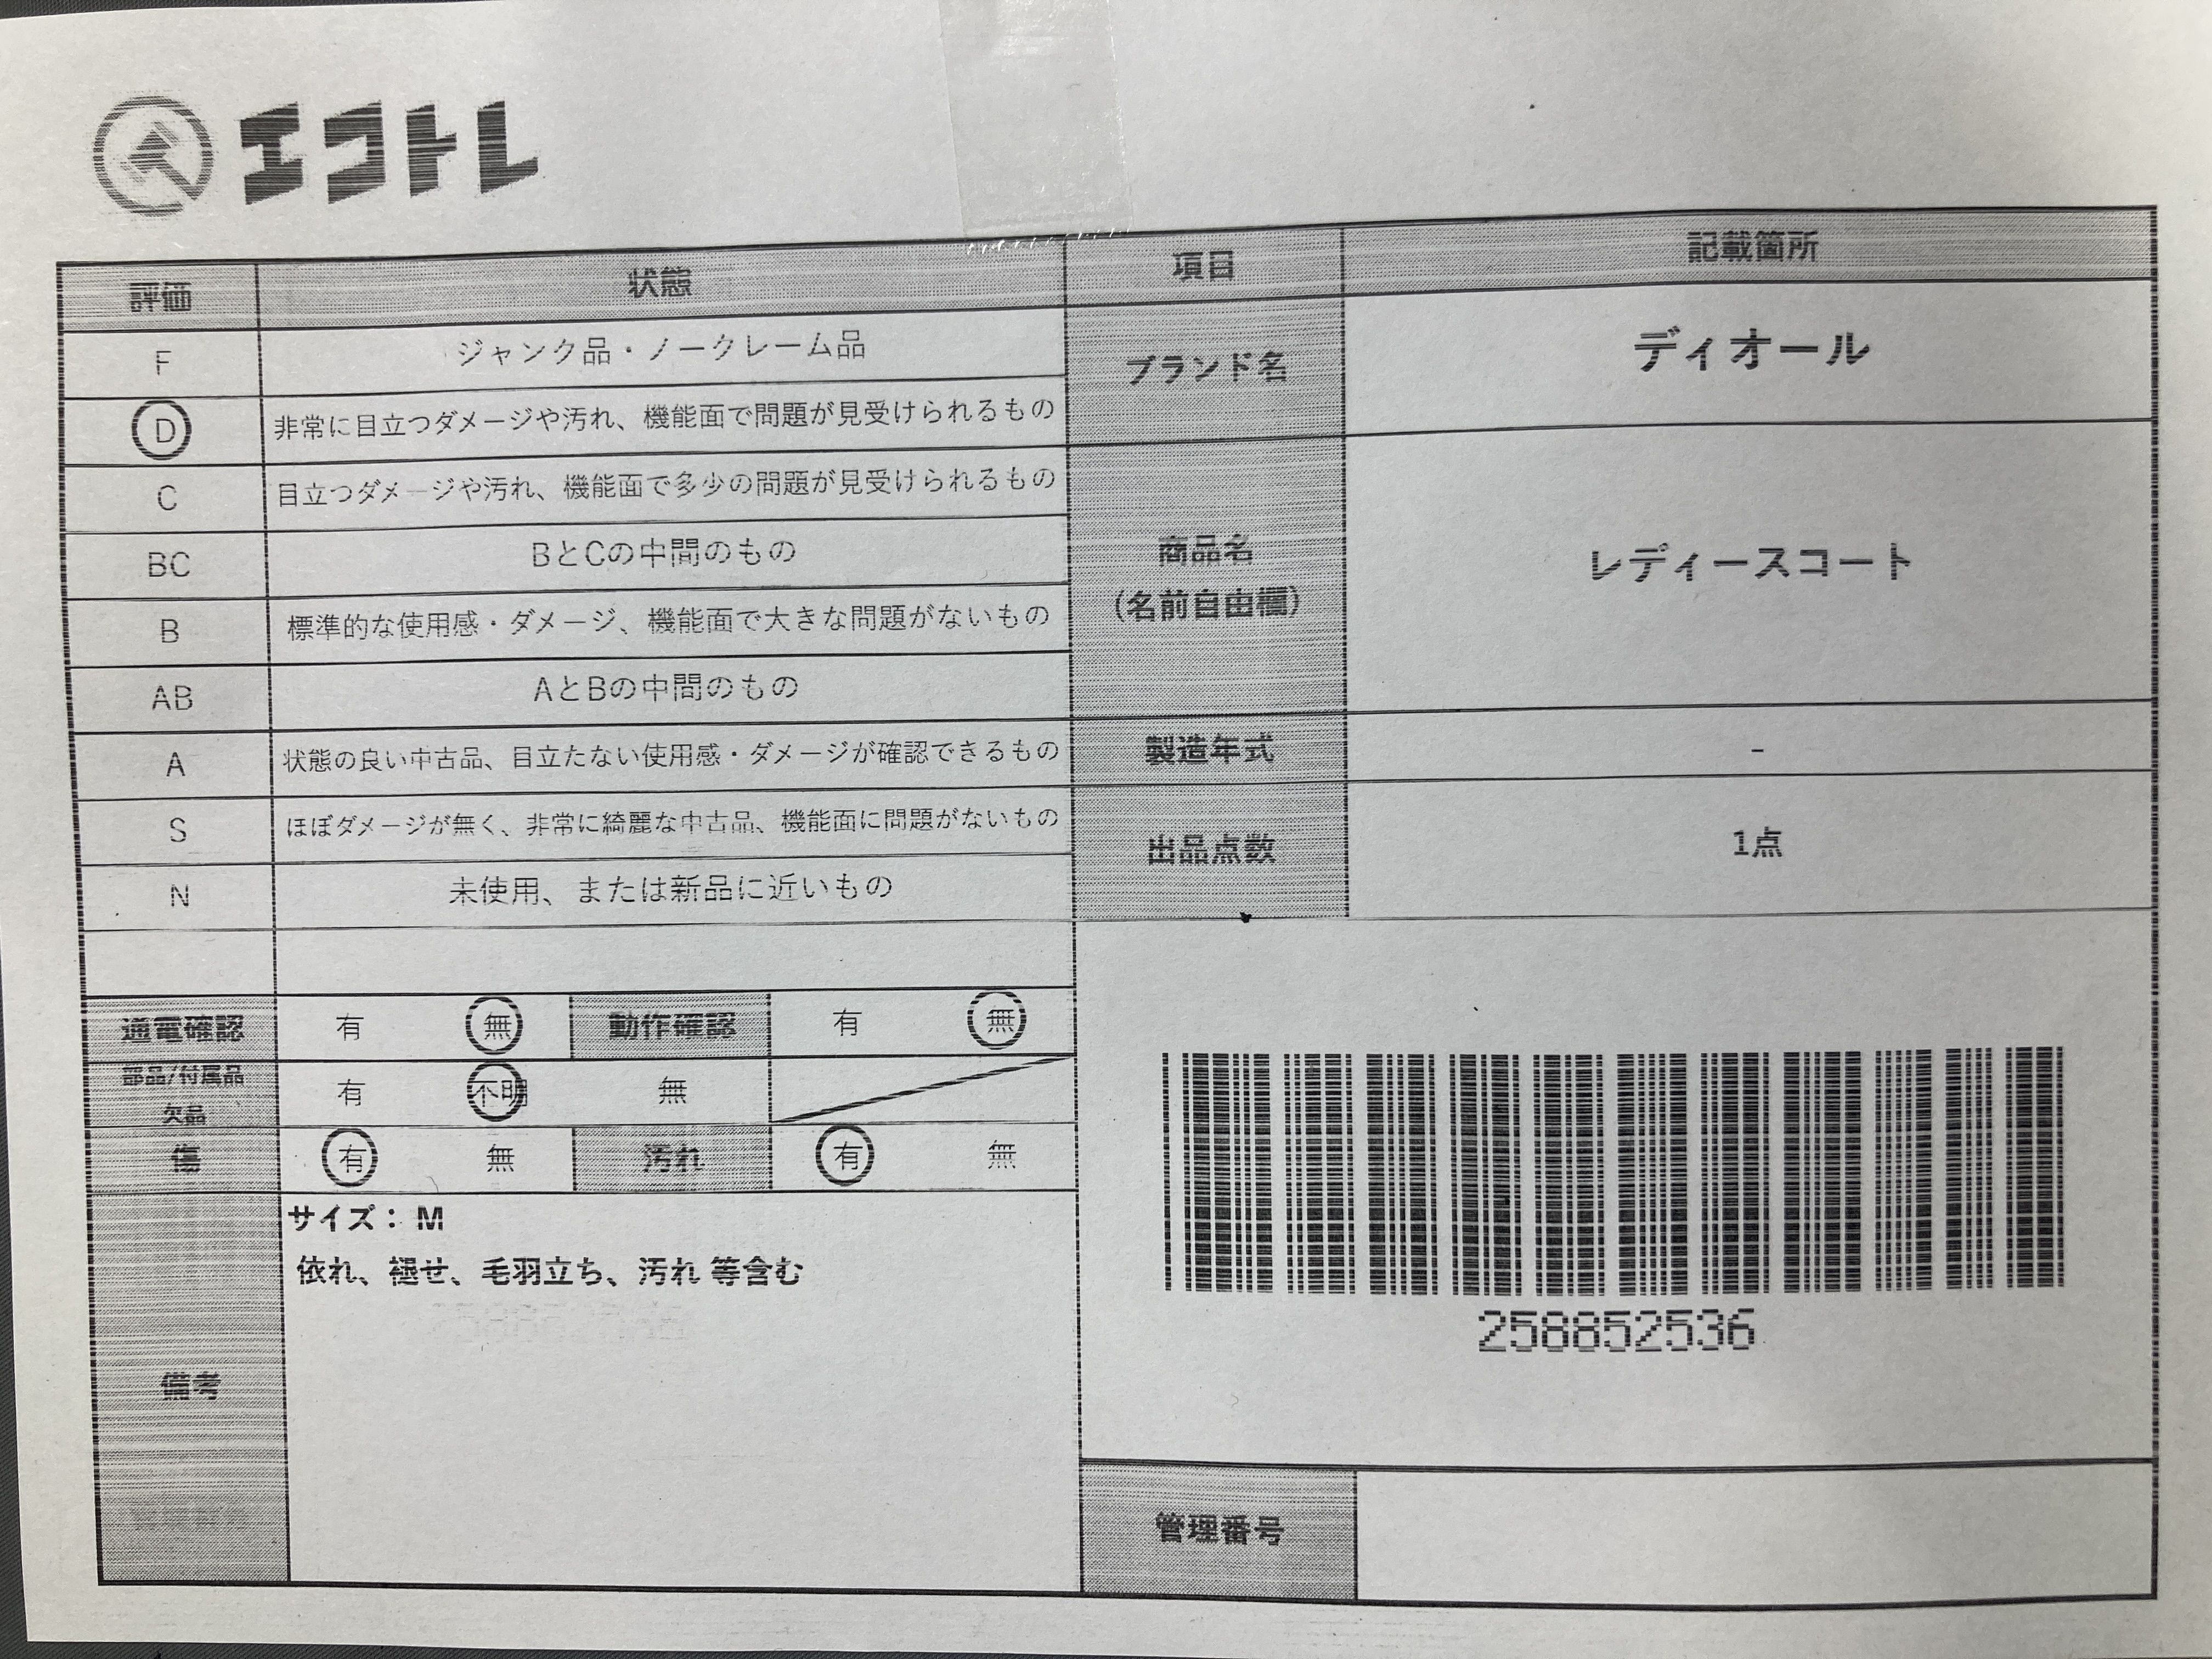 エコトレ
評価 状態
F ジャンク品・ノークレーム品
D 非常に目立つダメージや汚れ、機能面で問題が見受けられるもの
C 目立つダメージや汚れ、機能面で多少の問題が見受けられるもの
BC BとCの中間のもの
B 標準的な使用感・ダメージ、機能面で大きな問題がないもの
AB AとBの中間のもの
A 状態の良い中古品、目立たない使用感・ダメージが確認できるもの
S ほぼダメージが無く、非常に綺麗な中古品、機能面に問題がないもの
N 未使用、または新品に近いもの
通電確認 有 無 動作確認 有 無
部品/付属品
欠品 有 不明 無
傷 有 無 汚れ 有 無
備考
サイズ： M
依れ、褪せ、毛羽立ち、汚れ 等含む
項目 記載箇所
ブランド名 ディオール
商品名
(名前自由欄) レディースコート
製造年式 -
出品点数 1点
258852536
管理番号